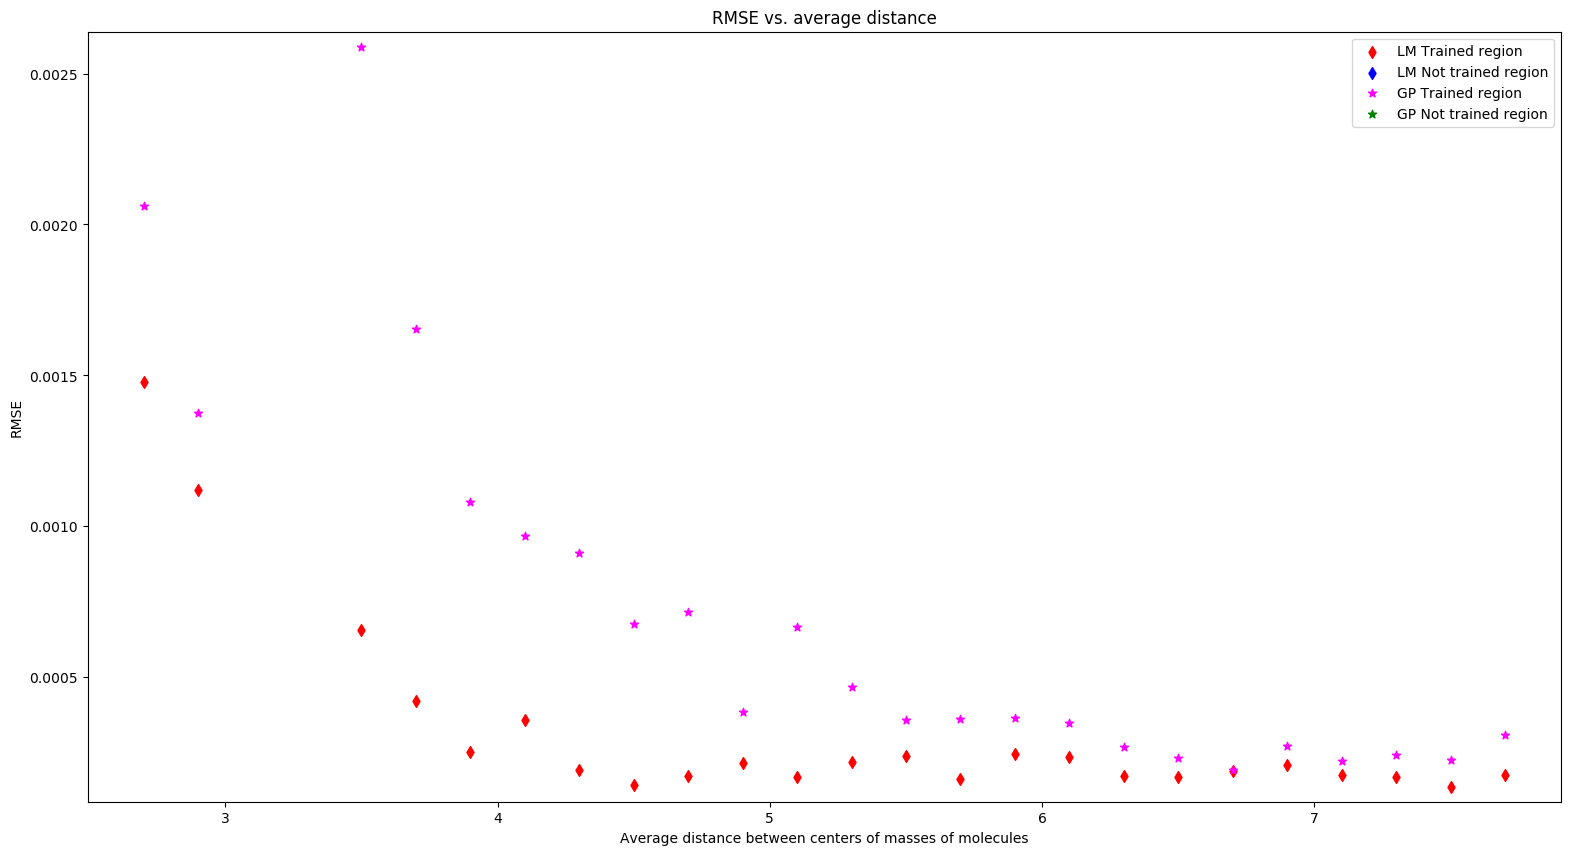 RMSE vs. average distance
LM Trained region
LM Not trained region
GP Trained region
GP Not trained region
0.0025
0.0020
0.0015
0.0010
0.0005
RMSE
3 4 5 6 7
Average distance between centers of masses of molecules